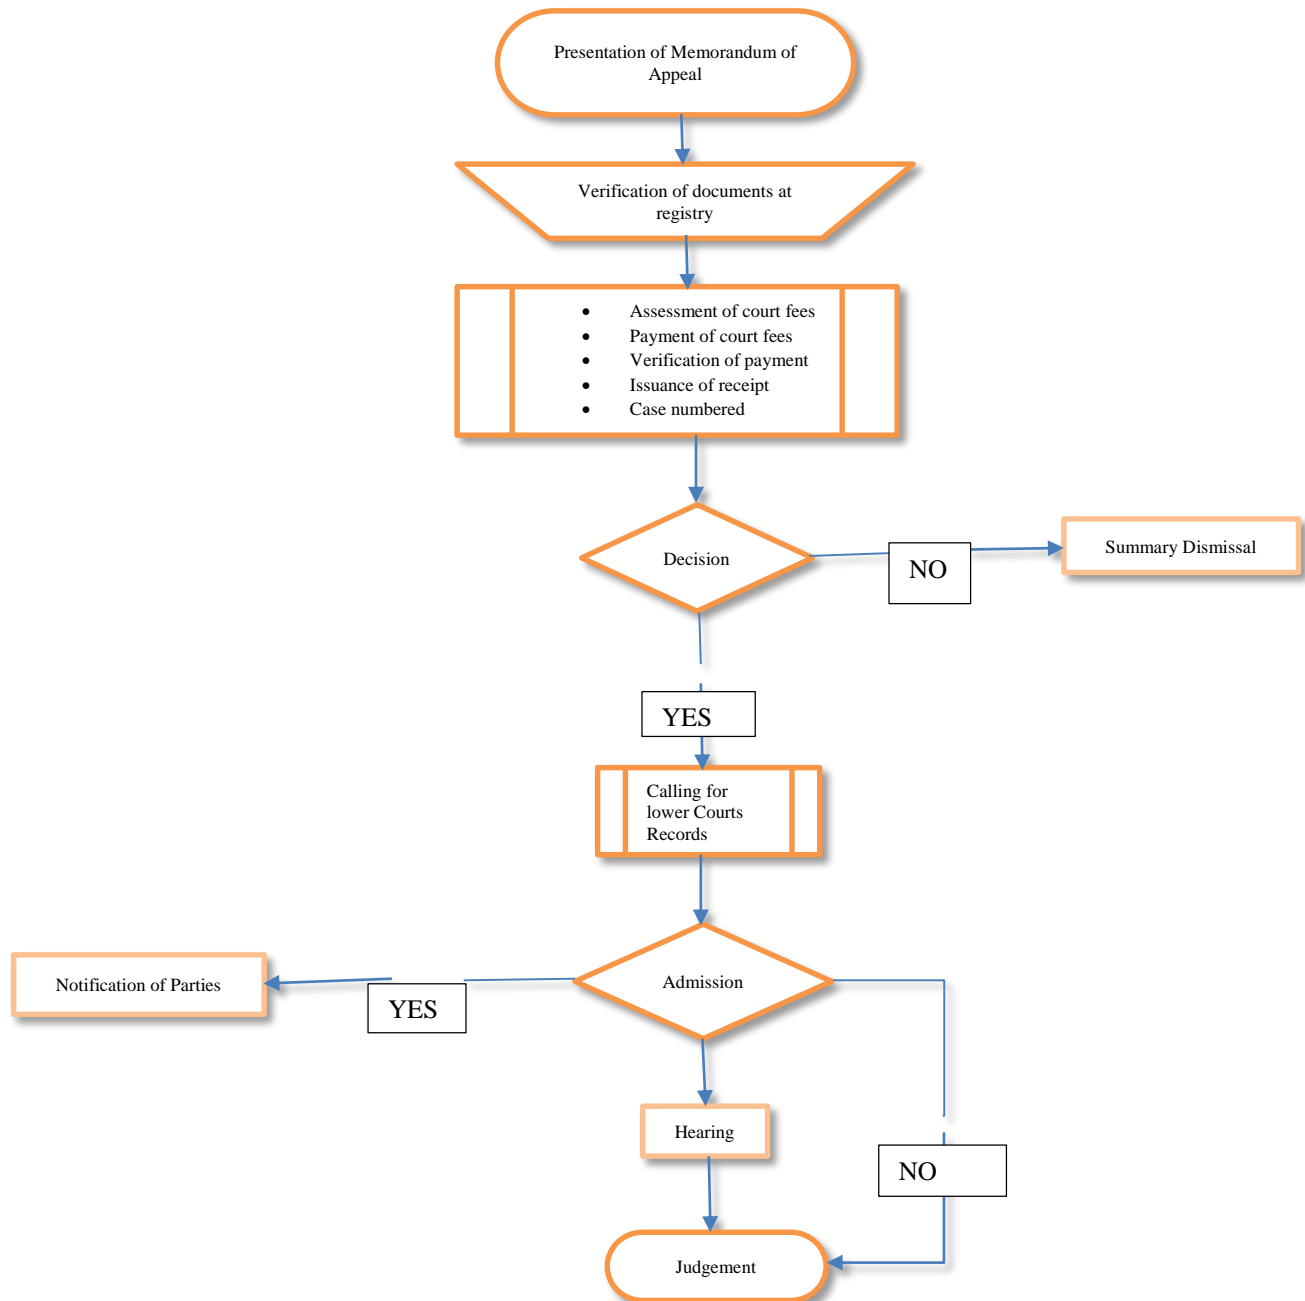 Presentation of Memorandum of
Appeal
Verification of documents at
registry
• Assessment of court fees
• Payment of court fees
• Verification of payment
• Issuance of receipt
• Case numbered
Decision
NO
Summary Dismissal
YES
Calling for
lower Courts
Records
Admission
Notification of Parties
YES
Hearing
NO
Judgement